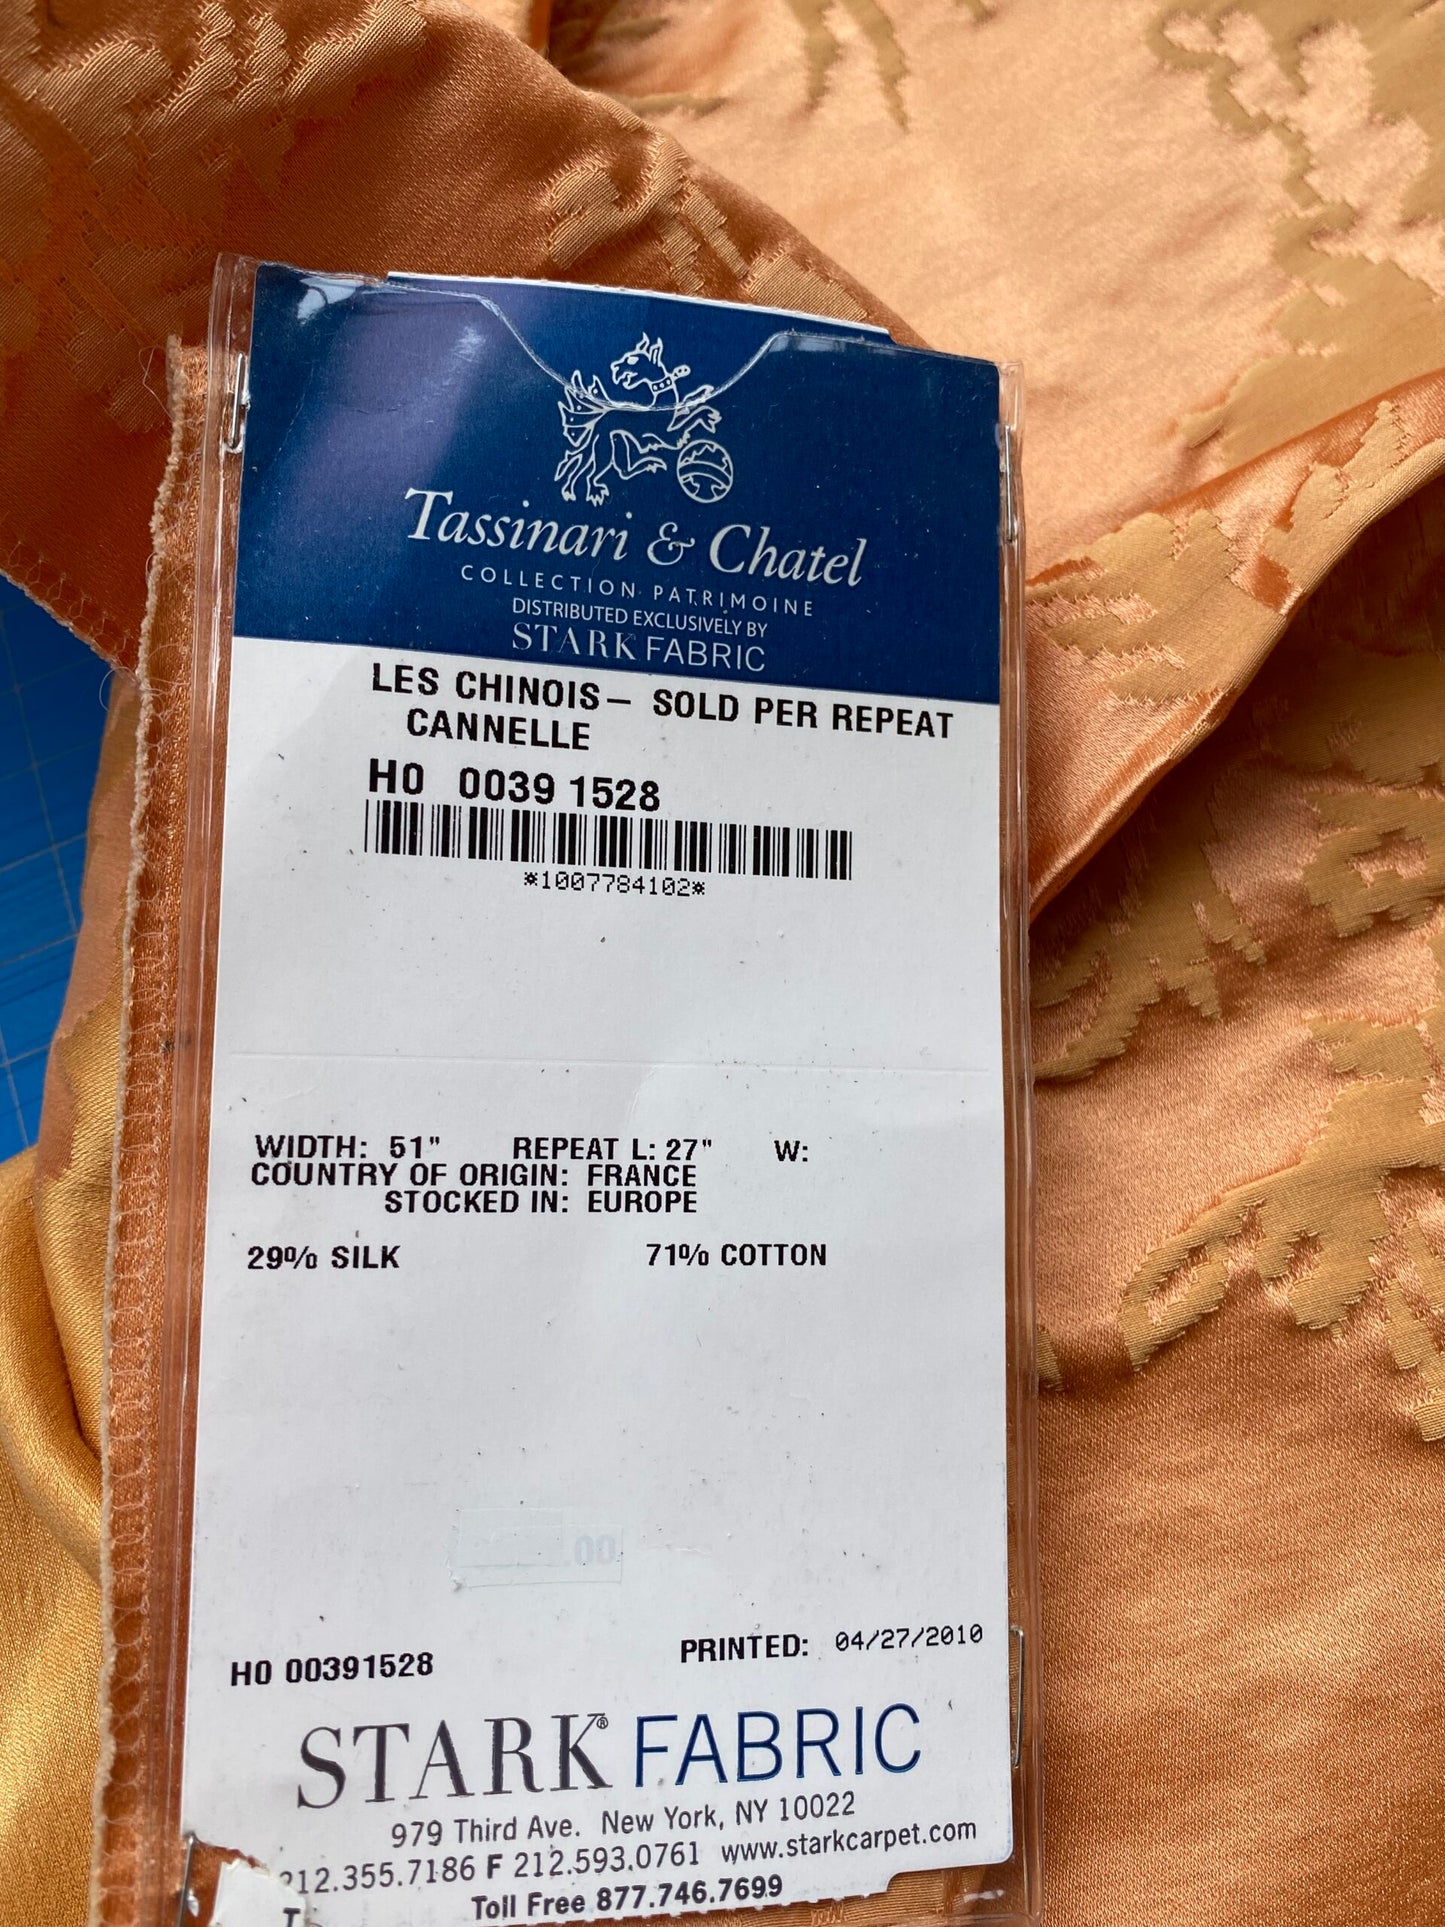 Tassinari & Chatel
COLLECTION PATRIMOINE
DISTRIBUTED EXCLUSIVELY BY
STARK FABRIC
LES CHINOIS— SOLD PER REPEAT
CANNELLE
H0 0039 1528
*1007784102*
WIDTH: 51" REPEAT L: 27" W:
COUNTRY OF ORIGIN: FRANCE
STOCKED IN: EUROPE
29% SILK 71% COTTON
.00
PRINTED: 04/27/2010
H0 00391528
STARK® FABRIC
979 Third Ave. New York, NY 10022
212.355.7186 F 212.593.0761 www.starkcarpet.com
Toll Free 877.746.7699